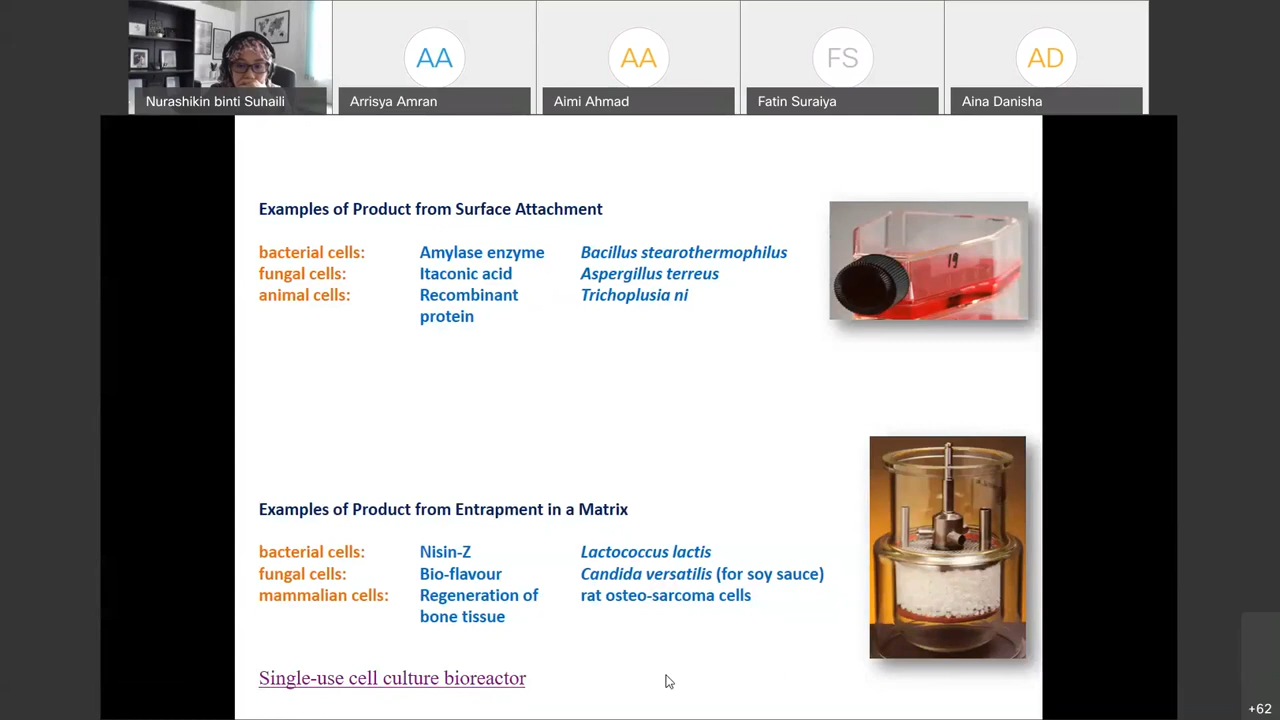 AA
AA
FS
AD
Nurashikin binti Suhaili
Arrisya Amran
Aimi Ahmad
Fatin Suraiya
Aina Danisha
Examples of Product from Surface Attachment
bacterial cells: Amylase enzyme Bacillus stearothermophilus
fungal cells: Itaconic acid Aspergillus terreus
animal cells: Recombinant Trichoplusia ni
protein
19
Examples of Product from Entrapment in a Matrix
bacterial cells: Nisin-Z Lactococcus lactis
fungal cells: Bio-flavour Candida versatilis (for soy sauce)
mammalian cells: Regeneration of rat osteo-sarcoma cells
bone tissue
Single-use cell culture bioreactor
+62